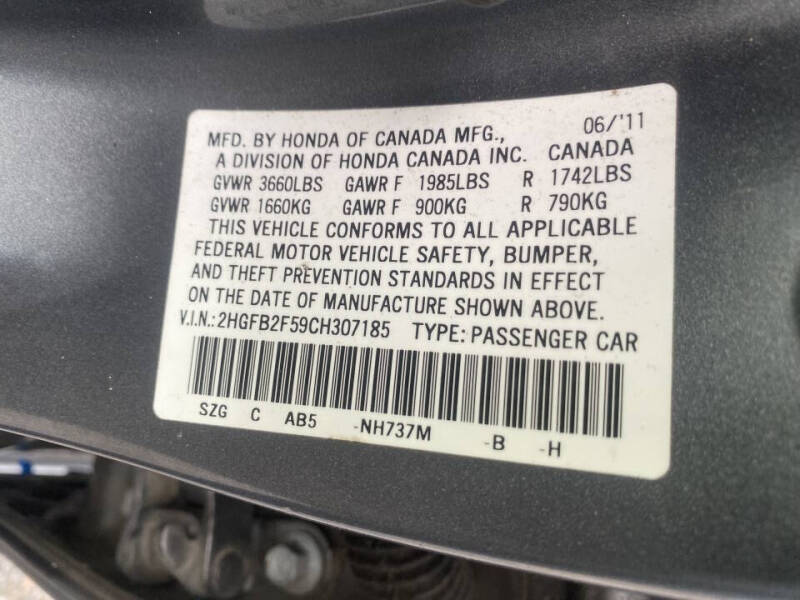 MFD. BY HONDA OF CANADA MFG., 06/'11
A DIVISION OF HONDA CANADA INC. CANADA
GVWR 3660LBS GAWR F 1985LBS R 1742LBS
GVWR 1660KG GAWR F 900KG R 790KG
THIS VEHICLE CONFORMS TO ALL APPLICABLE
FEDERAL MOTOR VEHICLE SAFETY, BUMPER,
AND THEFT PREVENTION STANDARDS IN EFFECT
ON THE DATE OF MANUFACTURE SHOWN ABOVE.
V.I.N.:2HGFB2F59CH307185 TYPE: PASSENGER CAR
SZG C AB5 -NH737M -B -H